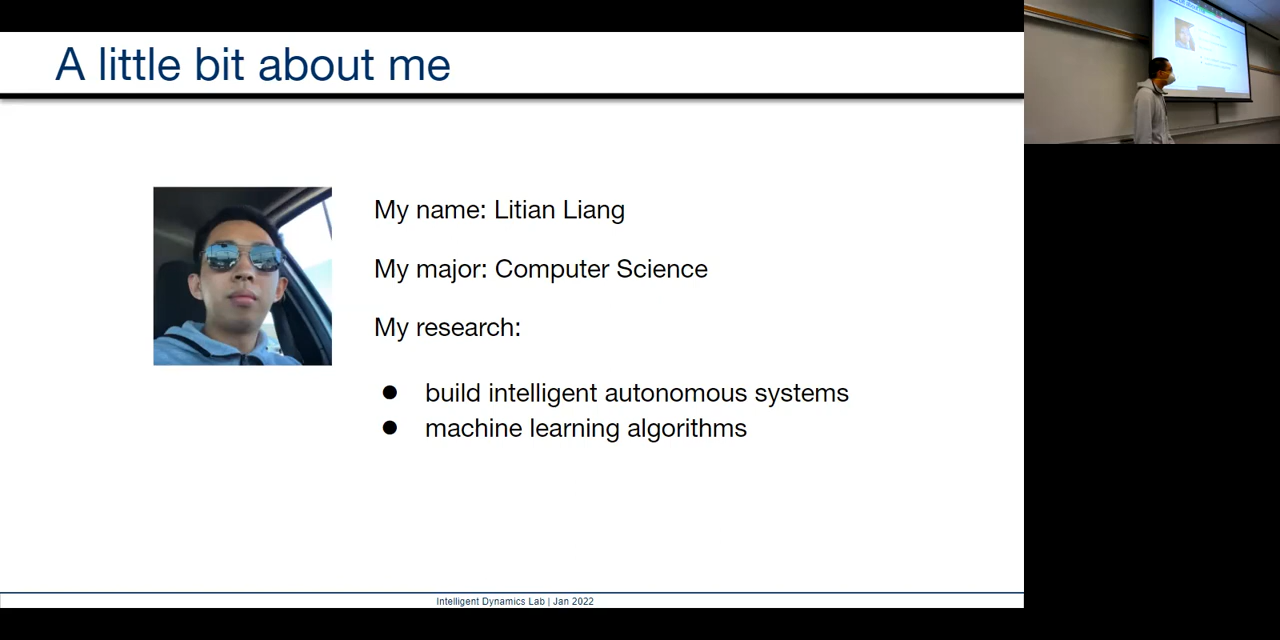 A little bit about me
My name: Litian Liang
My major: Computer Science
My research:
● build intelligent autonomous systems
● machine learning algorithms
Intelligent Dynamics Lab | Jan 2022